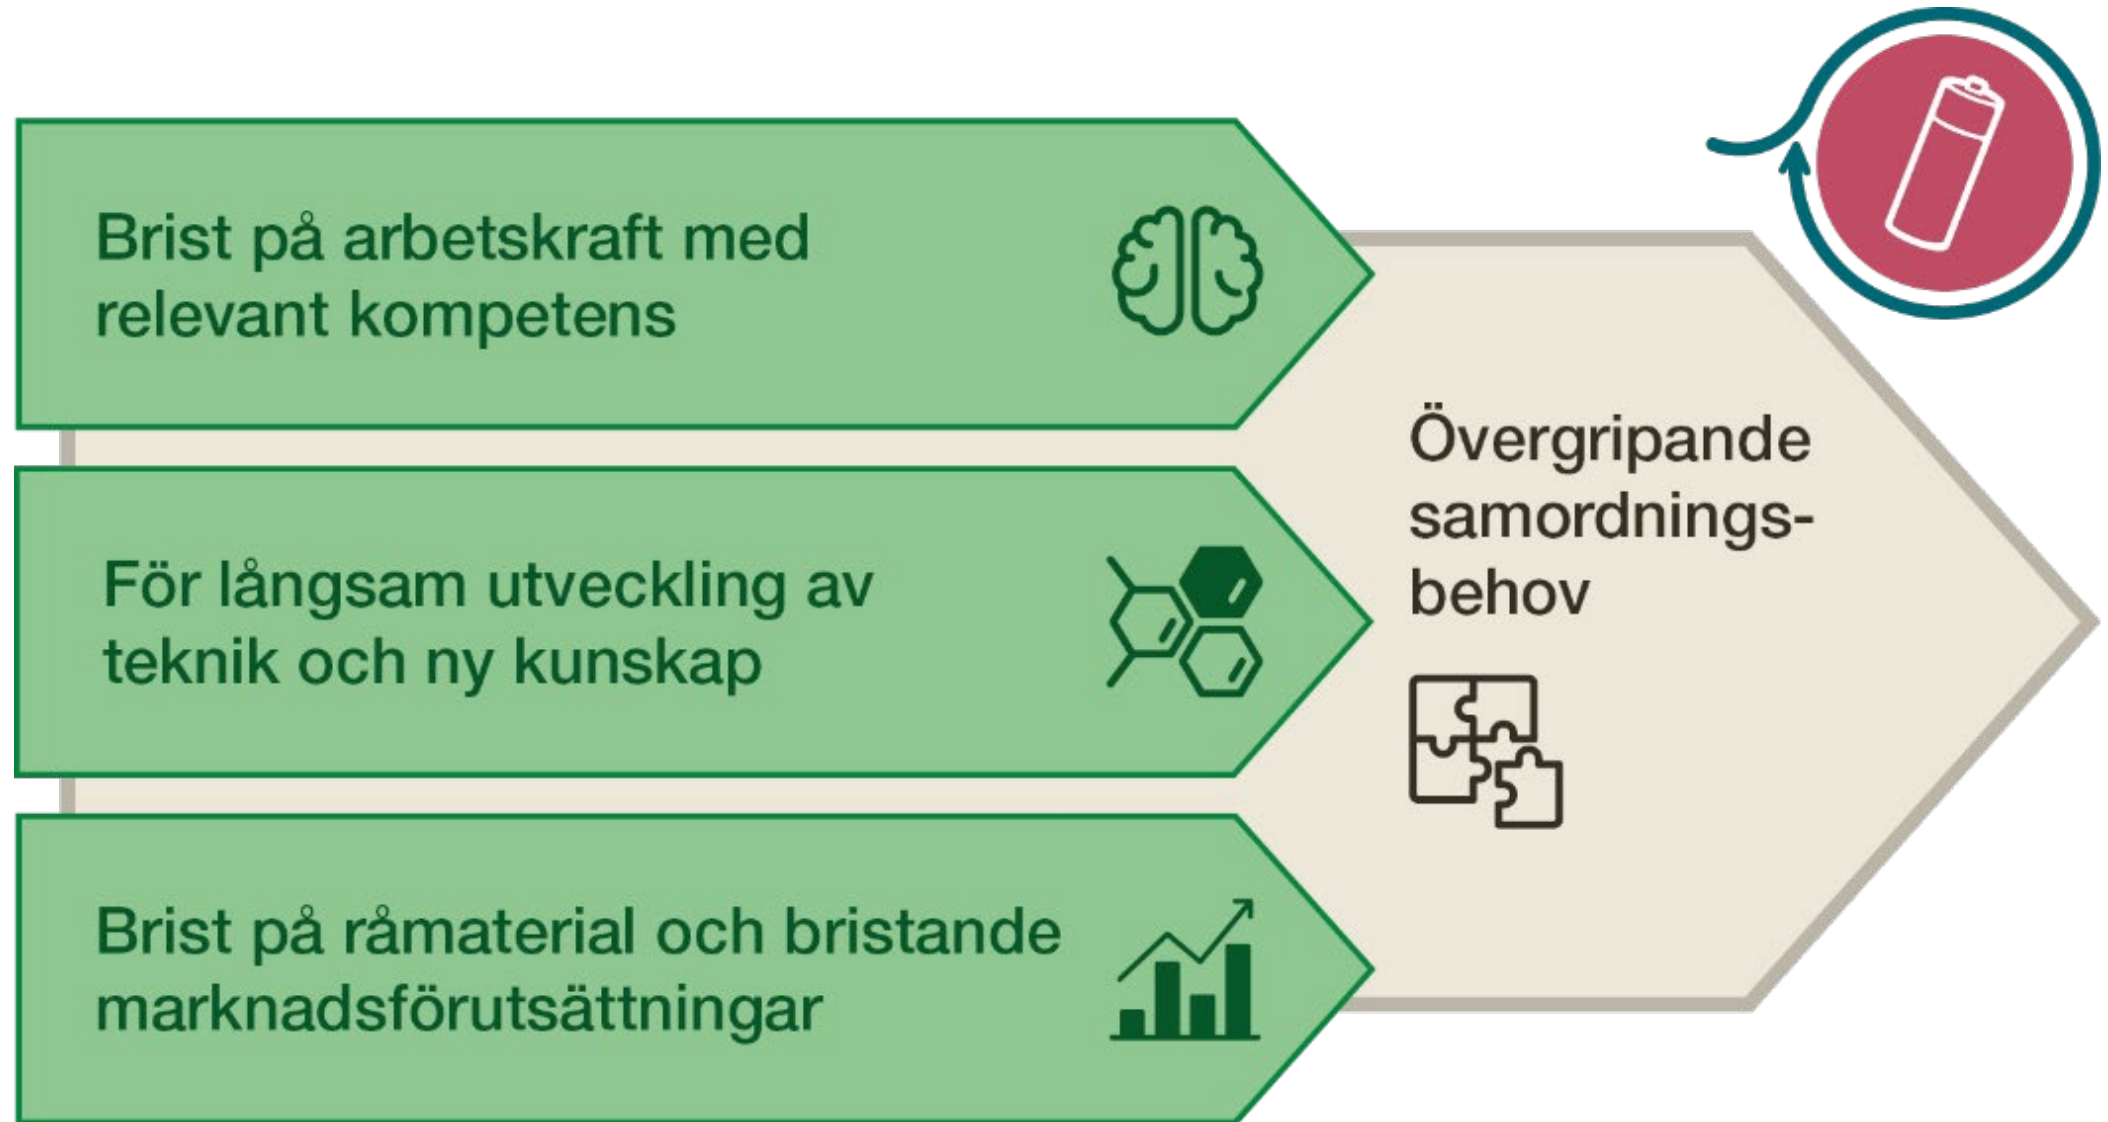 Brist på arbetskraft med
relevant kompetens
För långsam utveckling av
teknik och ny kunskap
Brist på råmaterial och bristande
marknadsförutsättningar
Övergripande
samordnings-
behov